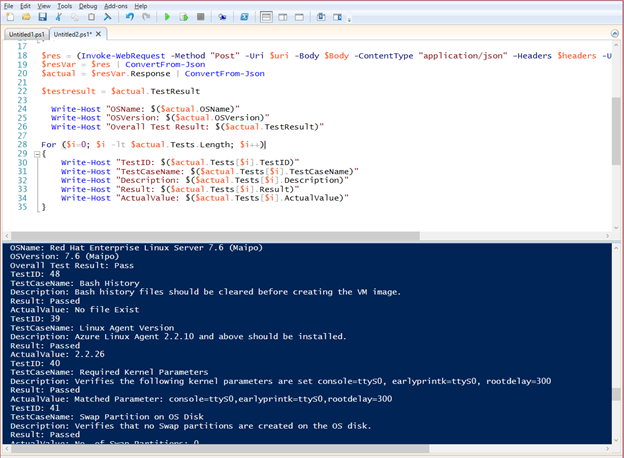 File Edit View Tools Debug Add-ons Help
Untitled1.ps1 Untitled2.ps1*
17
18 $res = (Invoke-WebRequest -Method "Post" -Uri $uri -Body $Body -ContentType "application/json" -Headers $headers -U
19 $resVar = $res | ConvertFrom-Json
20 $actual = $resVar.Response | ConvertFrom-Json
21
22 $testresult = $actual.TestResult
23
24 Write-Host "OSName: $($actual.OSName)"
25 Write-Host "OSVersion: $($actual.OSVersion)"
26 Write-Host "Overall Test Result: $($actual.TestResult)"
27
28 For ($i=0; $i -lt $actual.Tests.Length; $i++)
29 {
30 Write-Host "TestID: $($actual.Tests[$i].TestID)"
31 Write-Host "TestCaseName: $($actual.Tests[$i].TestCaseName)"
32 Write-Host "Description: $($actual.Tests[$i].Description)"
33 Write-Host "Result: $($actual.Tests[$i].Result)"
34 Write-Host "ActualValue: $($actual.Tests[$i].ActualValue)"
35 }
OSName: Red Hat Enterprise Linux Server 7.6 (Maipo)
OSVersion: 7.6 (Maipo)
Overall Test Result: Pass
TestID: 48
TestCaseName: Bash History
Description: Bash history files should be cleared before creating the VM image.
Result: Passed
ActualValue: No file Exist
TestID: 39
TestCaseName: Linux Agent Version
Description: Azure Linux Agent 2.2.10 and above should be installed.
Result: Passed
ActualValue: 2.2.26
TestID: 40
TestCaseName: Required Kernel Parameters
Description: Verifies the following kernel parameters are set console=ttyS0, earlyprintk=ttyS0, rootdelay=300
Result: Passed
ActualValue: Matched Parameter: console=ttyS0,earlyprintk=ttyS0,rootdelay=300
TestID: 41
TestCaseName: Swap Partition on OS Disk
Description: Verifies that no Swap partitions are created on the OS disk.
Result: Passed
ActualValue: No. of Swap Partitions: 0